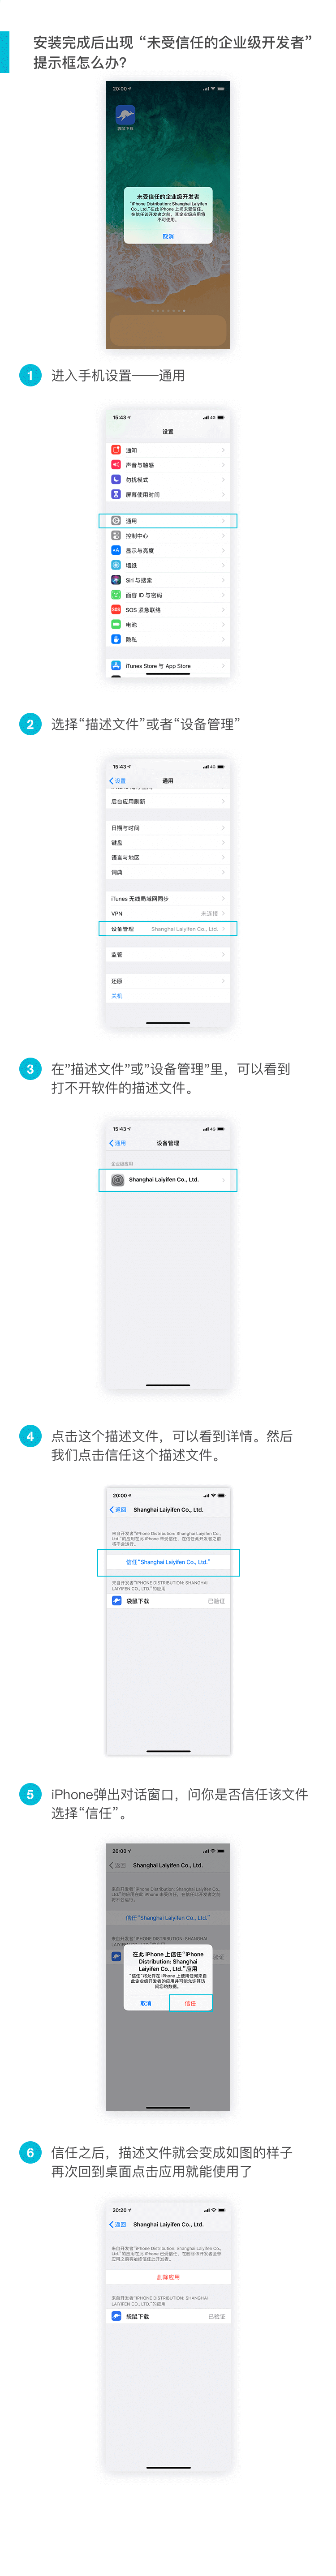 安装完成后出现 “未受信任的企业级开发者”
提示框怎么办?
20:00
袋鼠下载
未受信任的企业级开发者
“iPhone Distribution: Shanghai Laiyifen
Co., Ltd.”在此 iPhone 上尚未受信任。
在信任该开发者之前，其企业级应用将
不可使用。
取消
1 进入手机设置——通用
15:43
4G
设置
通知
声音与触感
勿扰模式
屏幕使用时间
通用
控制中心
AA 显示与亮度
墙纸
Siri 与搜索
面容 ID 与密码
SOS SOS 紧急联络
电池
隐私
iTunes Store 与 App Store
2 选择“描述文件”或者“设备管理”
15:43
4G
设置 通用
后台应用刷新
日期与时间
键盘
语言与地区
词典
iTunes 无线局域网同步
VPN 未连接
设备管理 Shanghai Laiyifen Co., Ltd.
监管
还原
关机
3 在”描述文件”或”设备管理”里，可以看到
打不开软件的描述文件。
15:43
4G
通用 设备管理
企业级应用
Shanghai Laiyifen Co., Ltd.
4 点击这个描述文件，可以看到详情。然后
我们点击信任这个描述文件。
20:00
返回 Shanghai Laiyifen Co., Ltd.
来自开发者“iPhone Distribution: Shanghai Laiyifen Co.,
Ltd.”的应用在此 iPhone 未受信任，在信任此开发者之前
将不会运行。
信任“Shanghai Laiyifen Co., Ltd.”
来自开发者“IPHONE DISTRIBUTION: SHANGHAI
LAIYIFEN CO., LTD.”的应用
袋鼠下载 已验证
5 iPhone弹出对话窗口，问你是否信任该文件
选择“信任”。
20:00
返回 Shanghai Laiyifen Co., Ltd.
来自开发者“iPhone Distribution: Shanghai Laiyifen Co.,
Ltd.”的应用在此 iPhone 未受信任，在信任此开发者之前
将不会运行。
信任“Shanghai Laiyifen Co., Ltd.”
来自开发者“IPHONE DISTRIBUTION: SHANGHAI
在此 iPhone 上信任“iPhone
Distribution: Shanghai
Laiyifen Co., Ltd.”应用
“信任”将允许在 iPhone 上使用任何来自
此企业级开发者的应用并可能允许其访
问您的数据。
取消 信任
6 信任之后，描述文件就会变成如图的样子
再次回到桌面点击应用就能使用了
20:20
返回 Shanghai Laiyifen Co., Ltd.
来自开发者“iPhone Distribution: Shanghai Laiyifen Co.,
Ltd.”的应用在此 iPhone 已受信任，在删除该开发者全部
应用之前将始终信任此开发者。
删除应用
来自开发者“IPHONE DISTRIBUTION: SHANGHAI
LAIYIFEN CO., LTD.”的应用
袋鼠下载 已验证